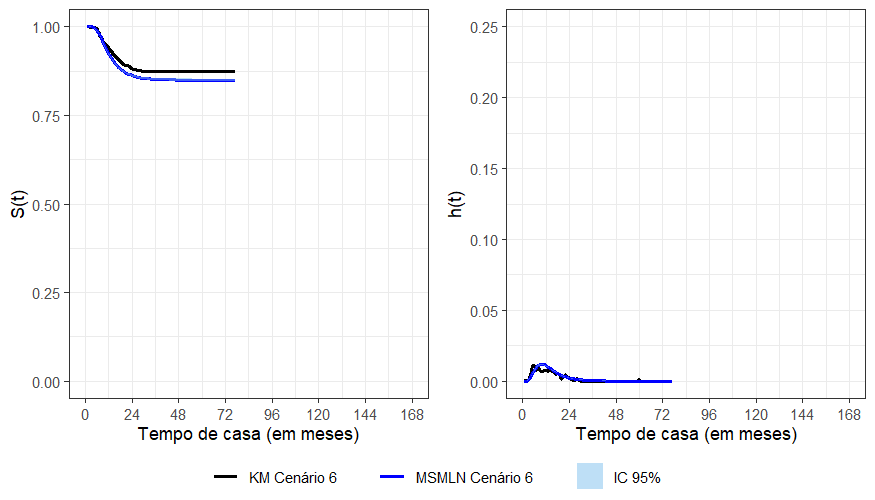 1.00
0.75
0.50
0.25
0.00
S(t)
0 24 48 72 96 120 144 168
Tempo de casa (em meses)
0.25
0.20
0.15
0.10
0.05
0.00
h(t)
0 24 48 72 96 120 144 168
Tempo de casa (em meses)
KM Cenário 6 MSMLN Cenário 6 IC 95%